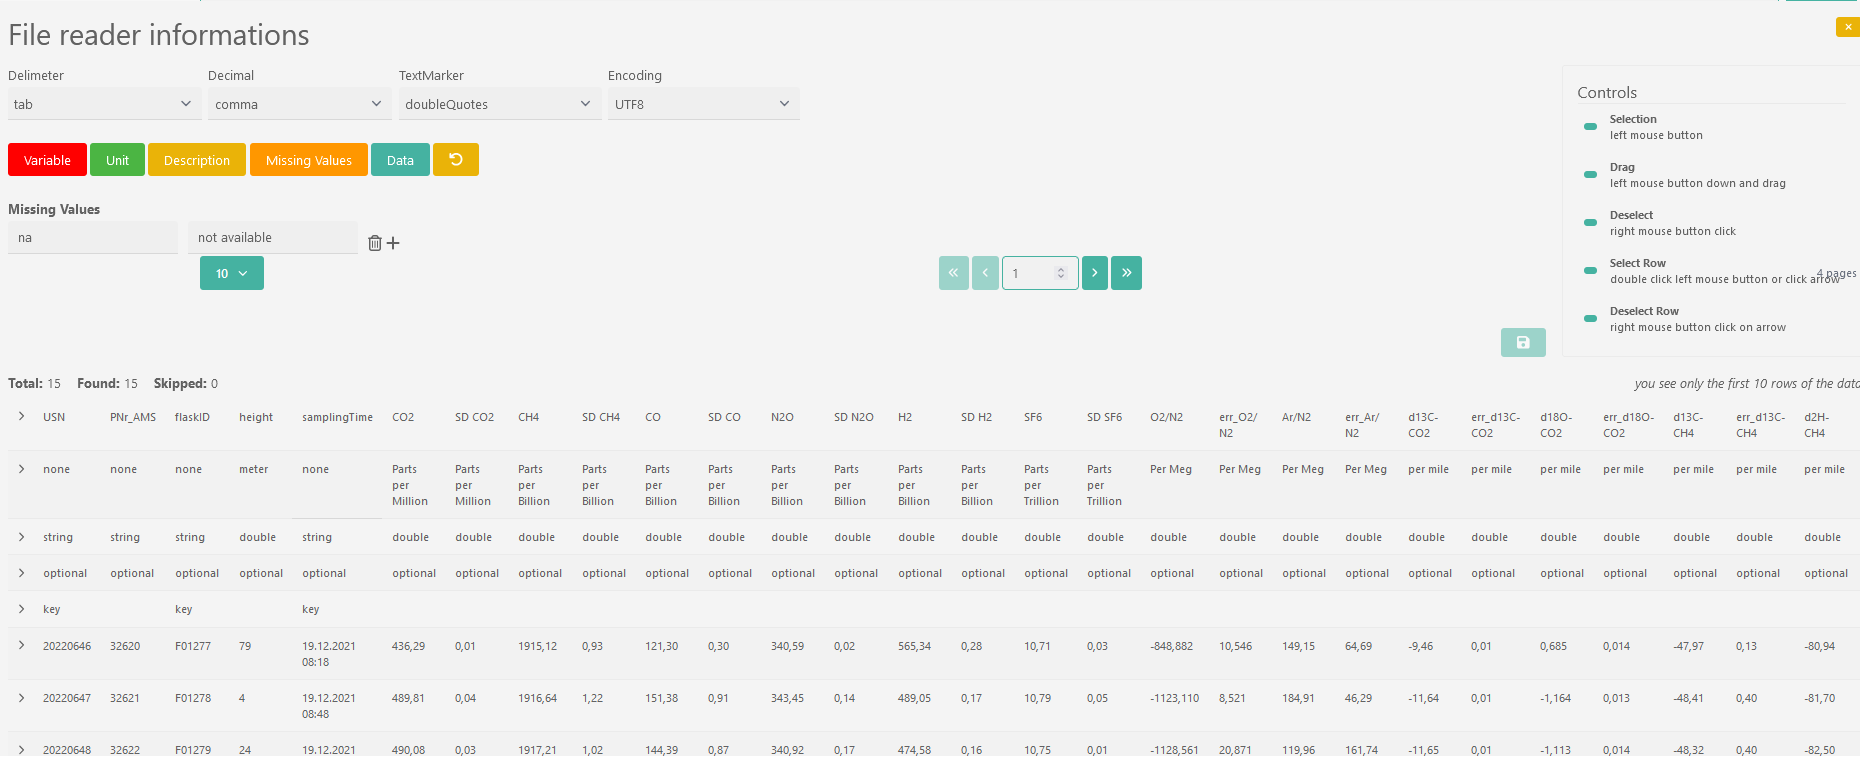 File reader informations
Delimeter Decimal TextMarker Encoding
tab comma doubleQuotes UTF8
Variable Unit Description Missing Values Data
Missing Values
na not available
10
1
4 pages
Controls
Selection
left mouse button
Drag
left mouse button down and drag
Deselect
right mouse button click
Select Row
double click left mouse button or click arrow
Deselect Row
right mouse button click on arrow
Total: 15 Found: 15 Skipped: 0
you see only the first 10 rows of the data
USN PNr_AMS flaskID height samplingTime CO2 SD CO2 CH4 SD CH4 CO SD CO N2O SD N2O H2 SD H2 SF6 SD SF6 O2/N2 err_O2/ Ar/N2 err_Ar/ d13C- err_d13C- d18O- err_d18O- d13C- err_d13C- d2H-
N2 N2 CO2 CO2 CO2 CO2 CH4 CH4 CH4
none none none meter none Parts Parts Parts Parts Parts Parts Parts Parts Parts Parts Parts Parts Per Meg Per Meg Per Meg Per Meg per mile per mile per mile per mile per mile per mile per mile
per per per per per per per per per per per per
Million Million Billion Billion Billion Billion Billion Billion Billion Billion Trillion Trillion
string string string double string double double double double double double double double double double double double double double double double double double double double double double double
optional optional optional optional optional optional optional optional optional optional optional optional optional optional optional optional optional optional optional optional optional optional optional optional optional optional optional optional
key key key
20220646 32620 F01277 79 19.12.2021 436,29 0,01 1915,12 0,93 121,30 0,30 340,59 0,02 565,34 0,28 10,71 0,03 -848,882 10,546 149,15 64,69 -9,46 0,01 0,685 0,014 -47,97 0,13 -80,94
08:18
20220647 32621 F01278 4 19.12.2021 489,81 0,04 1916,64 1,22 151,38 0,91 343,45 0,14 489,05 0,17 10,79 0,05 -1123,110 8,521 184,91 46,29 -11,64 0,01 -1,164 0,013 -48,41 0,40 -81,70
08:48
20220648 32622 F01279 24 19.12.2021 490,08 0,03 1917,21 1,02 144,39 0,87 340,92 0,17 474,58 0,16 10,75 0,01 -1128,561 20,871 119,96 161,74 -11,65 0,01 -1,113 0,014 -48,32 0,40 -82,50